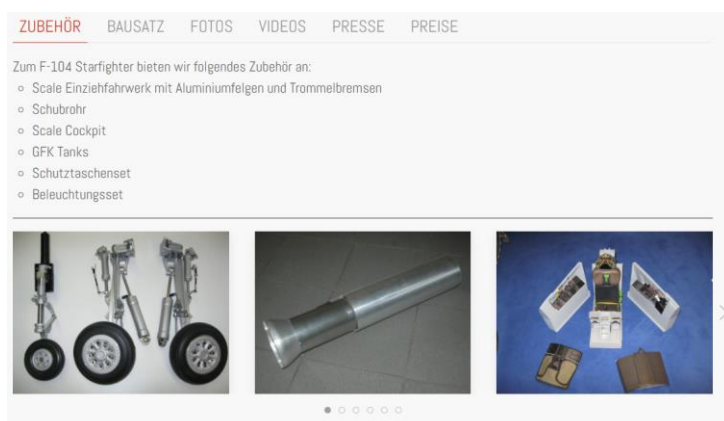 ZUBEHÖR BAUSATZ FOTOS VIDEOS PRESSE PREISE
Zum F-104 Starfighter bieten wir folgendes Zubehör an:
Scale Einziehfahrwerk mit Aluminiumfelgen und Trommelbremsen
Schubrohr
Scale Cockpit
GFK Tanks
Schutztaschenset
Beleuchtungsset